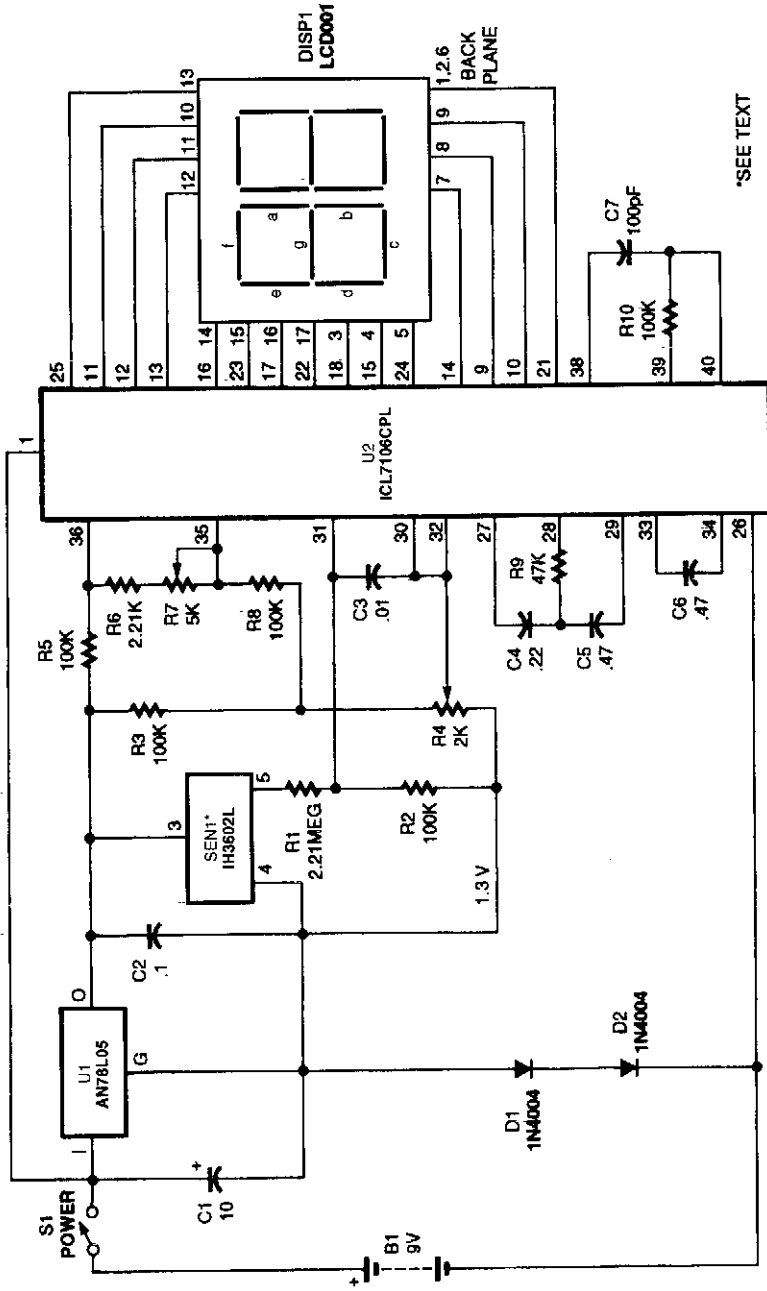 DISP1
LCD001
13
10
11
12
f
a
e
g
b
d
c
1,2,6
BACK
PLANE
9
8
7
14
15
16
17
3
4
5
25
11
12
13
16
23
17
22
18
15
24
14
9
10
21
38
39
40
C7
100pF
R10
100K
*SEE TEXT
1
U2
ICL7106CPL
36
35
31
30
32
27
28
29
33
34
26
R5
100K
R6
2.21K
R7
5K
R8
100K
R3
100K
C3
.01
R4
2K
R9
47K
C4
.22
C5
.47
C6
.47
3
SEN1*
IH3602L
5
4
R1
2.21MEG
R2
100K
1.3 V
C2
.1
O
U1
AN78L05
G
I
C1
+
10
D1
1N4004
D2
1N4004
S1
POWER
B1
9V
+